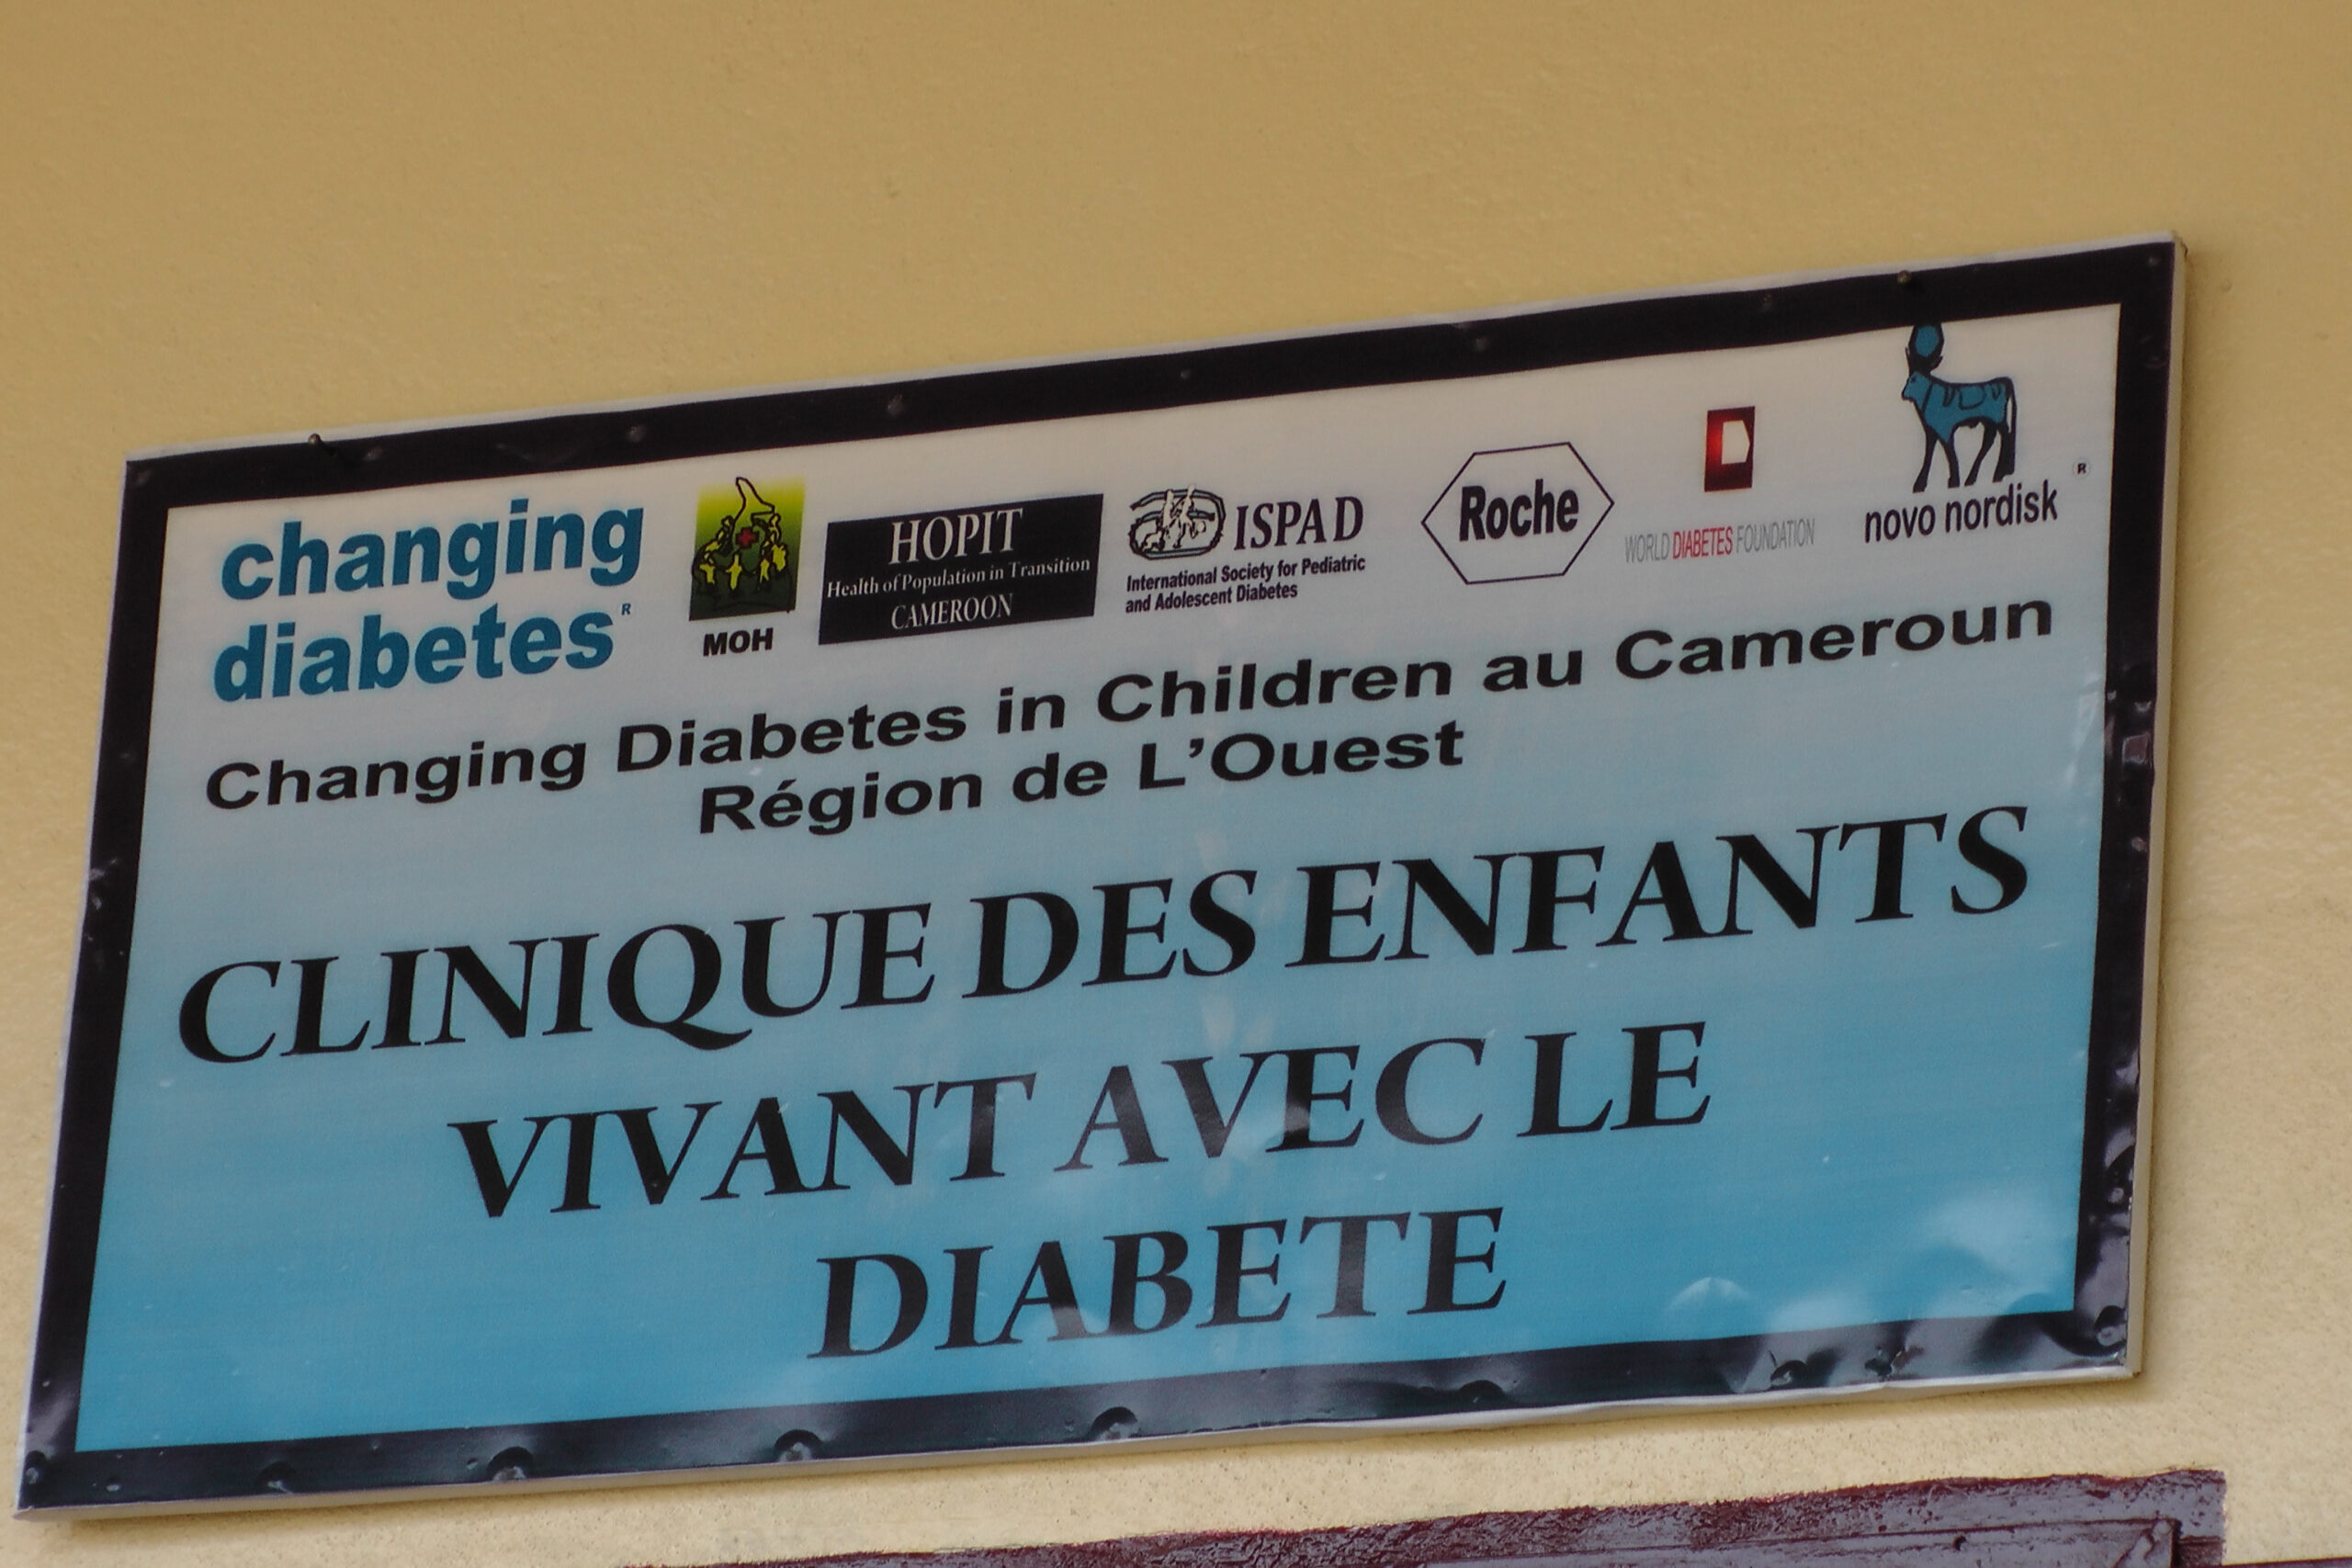 changing
diabetes®
MOH
HOPIT
Health of Population in Transition
CAMEROON
ISPAD
International Society for Pediatric
and Adolescent Diabetes
Roche
WORLD DIABETES FOUNDATION
novo nordisk ®
Changing Diabetes in Children au Cameroun
Région de L'Ouest
CLINIQUE DES ENFANTS
VIVANT AVEC LE
DIABETE